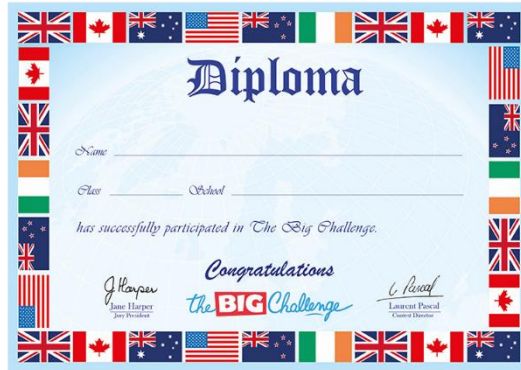 Diploma
Name
Class School
has successfully participated in The Big Challenge.
Congratulations
the BIG Challenge
J Harper
Jane Harper
Jury President
L Pascal
Laurent Pascal
Contest Director